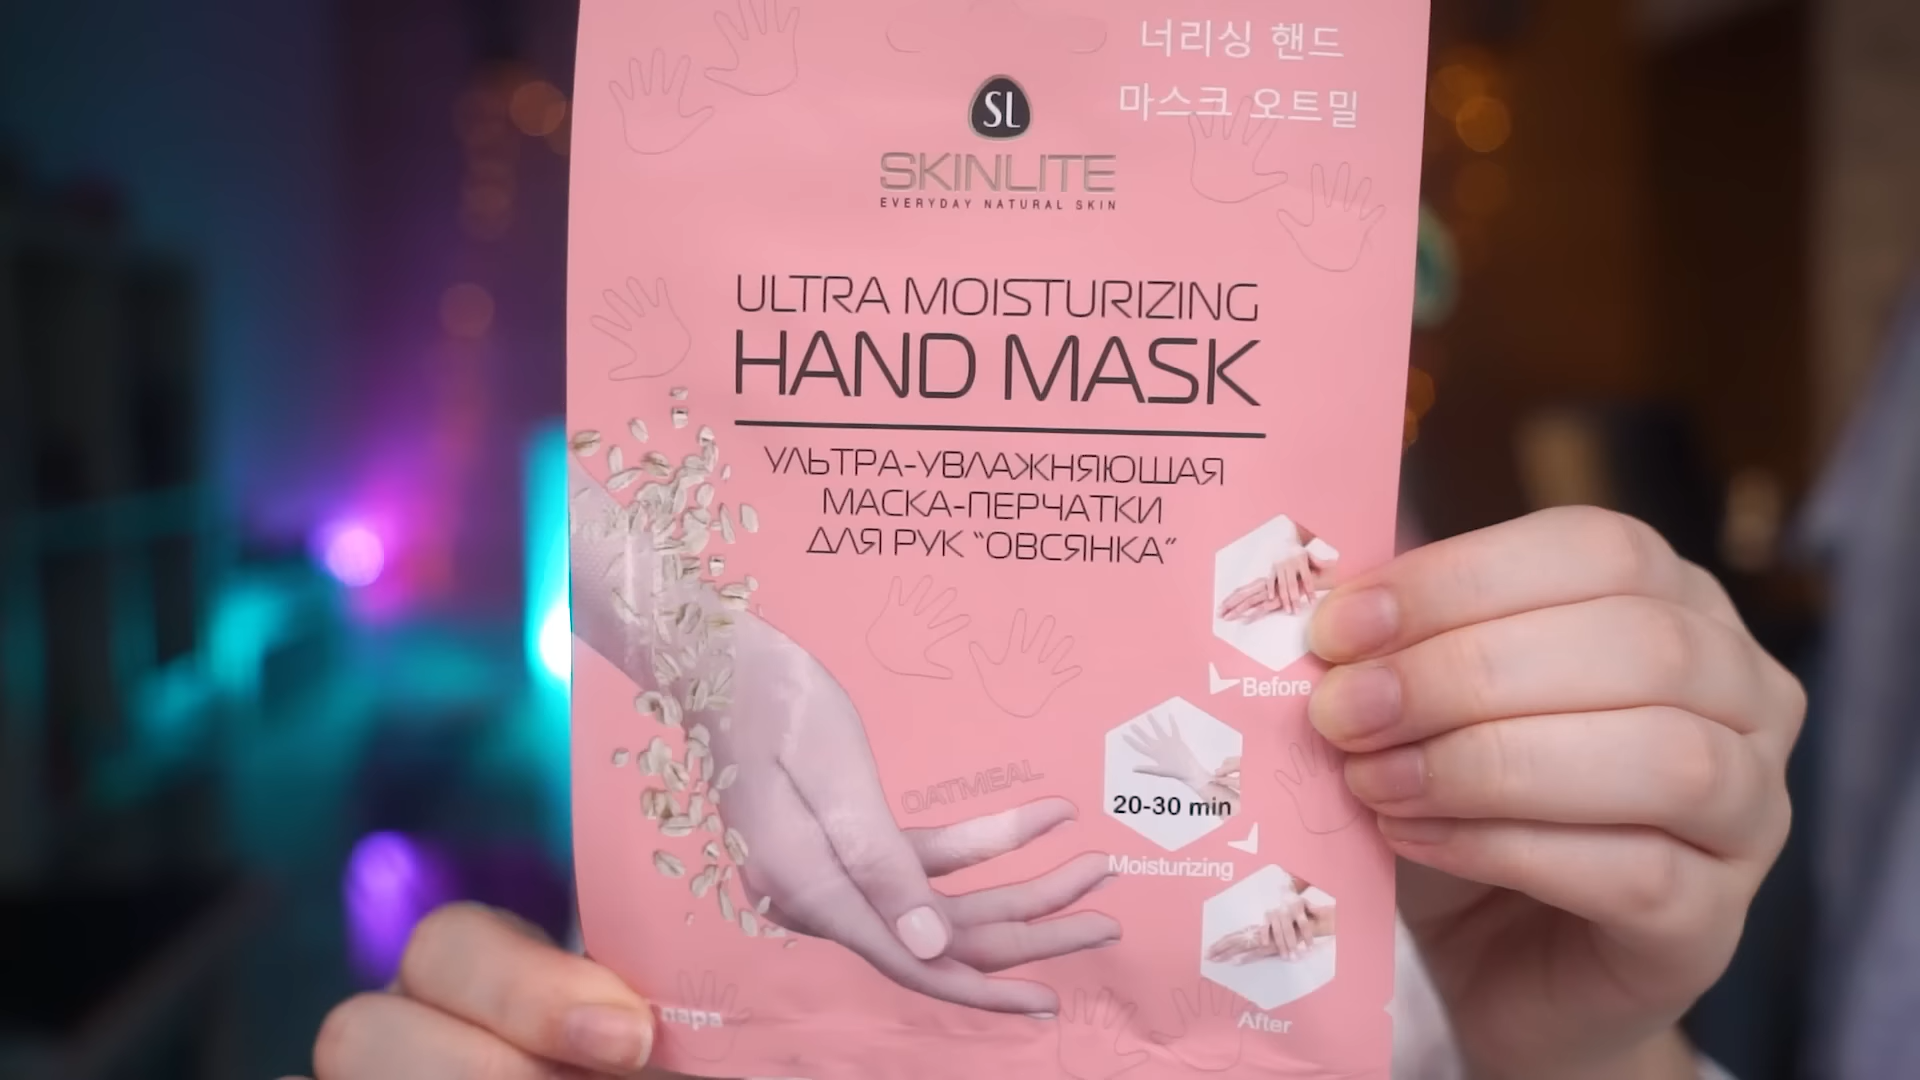 너리싱 핸드
마스크 오트밀
SL
SKINLITE
EVERYDAY NATURAL SKIN
ULTRA MOISTURIZING
HAND MASK
УЛЬТРА-УВЛАЖНЯЮЩАЯ
МАСКА-ПЕРЧАТКИ
ДЛЯ РУК “ОВСЯНКА”
Before
OATMEAL
20-30 min
Moisturizing
пара
After